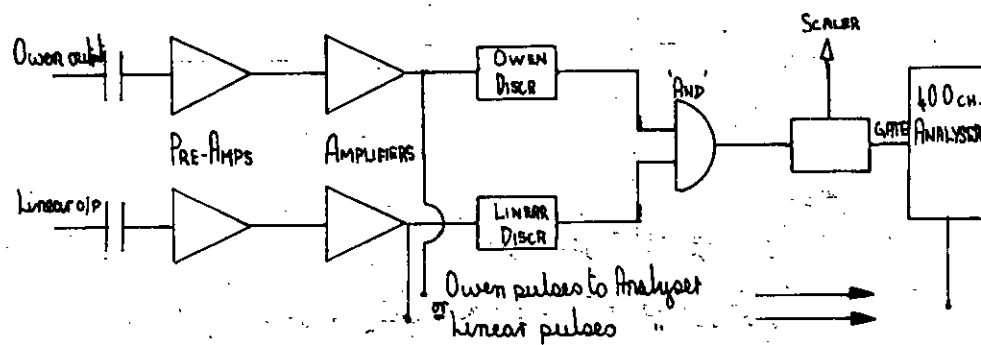 SCALER
Owen output
OWEN
DISCR
'AND'
400 CH.
ANALYSER
GATE
PRE-AMPS
AMPLIFIERS
Linear o/p
LINEAR
DISCR
Owen pulses to Analyser
or
Linear pulses "